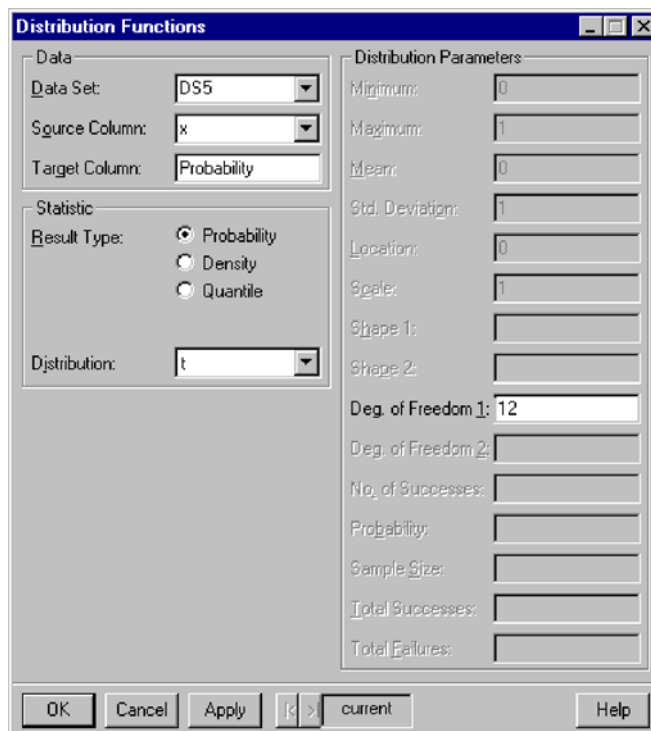 Distribution Functions
Data
Data Set: DS5
Source Column: x
Target Column: Probability
Statistic
Result Type: Probability
Density
Quantile
Distribution: t
Distribution Parameters
Minimum: 0
Maximum: 1
Mean: 0
Std. Deviation: 1
Location: 0
Scale: 1
Shape 1:
Shape 2:
Deg. of Freedom 1: 12
Deg. of Freedom 2:
No. of Successes:
Probability:
Sample Size:
Total Successes:
Total Failures:
OK Cancel Apply current Help